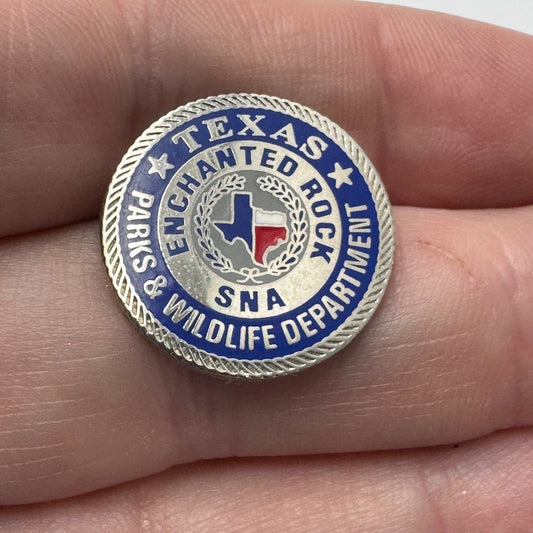 TEXAS
PARKS & WILDLIFE DEPARTMENT
ENCHANTED ROCK
SNA